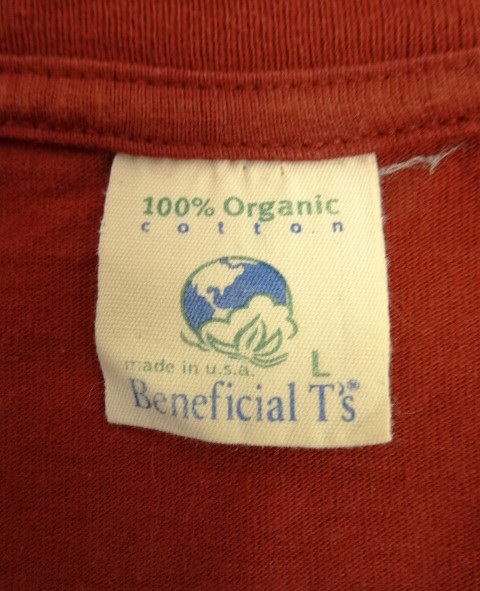 100% Organic
cotton
made in u.s.a.
L
Beneficial T's®